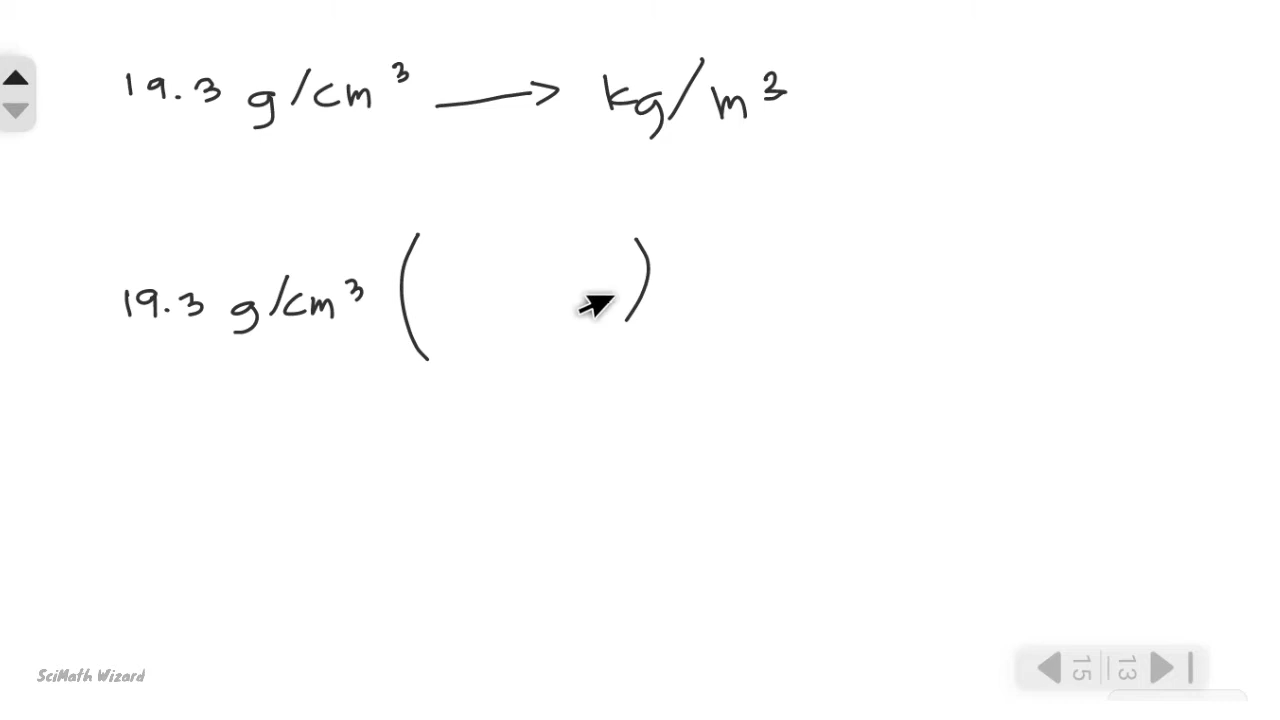 19.3 g/cm³ → kg/m³
19.3 g/cm³ ( )
SciMath Wizard
15 | 13